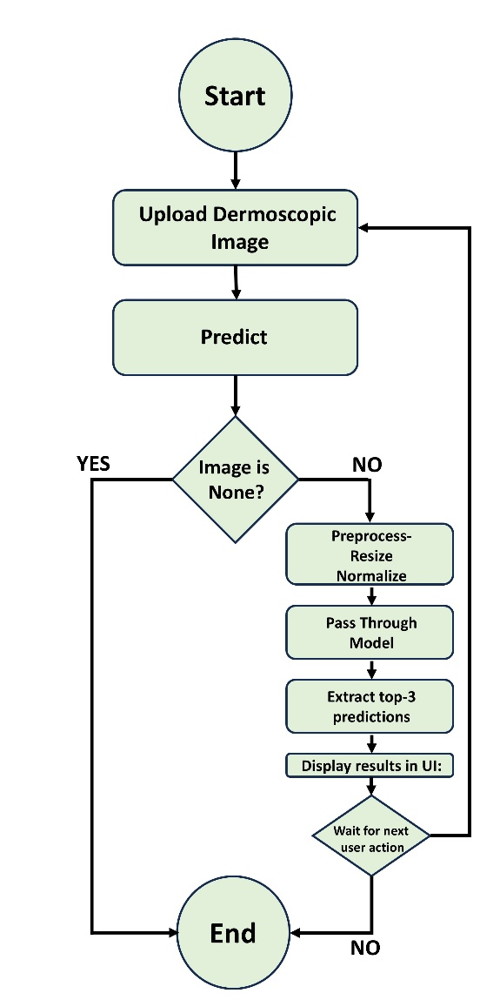 Start
Upload Dermoscopic
Image
Predict
Image is
None?
YES
NO
Preprocess-
Resize
Normalize
Pass Through
Model
Extract top-3
predictions
Display results in UI:
Wait for next
user action
NO
End